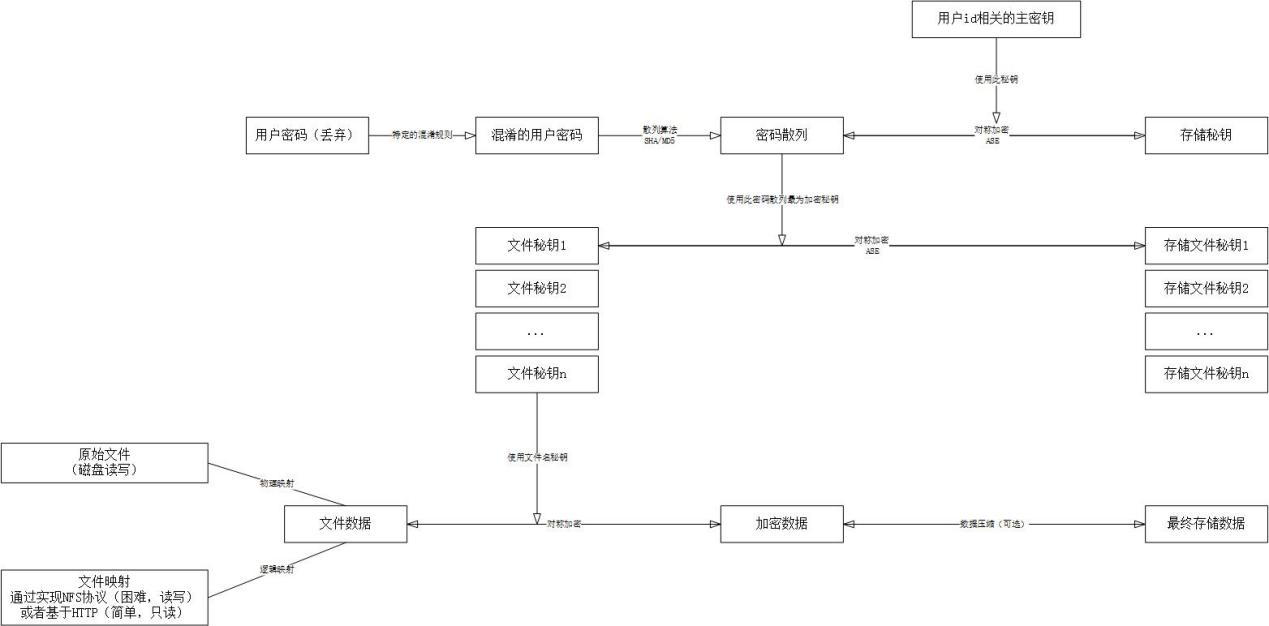 用户id相关的主密钥
使用此秘钥
用户密码（丢弃）
特定的混淆规则
混淆的用户密码
散列算法
SHA/MD5
密码散列
对称加密
ASE
存储秘钥
使用此密码散列最为加密秘钥
文件秘钥1
对称加密
ASE
存储文件秘钥1
文件秘钥2
存储文件秘钥2
...
...
文件秘钥n
存储文件秘钥n
原始文件
（磁盘读写）
使用文件名秘钥
物理映射
文件数据
对称加密
加密数据
数据压缩（可选）
最终存储数据
逻辑映射
文件映射
通过实现NFS协议（困难，读写）
或者基于HTTP（简单，只读）